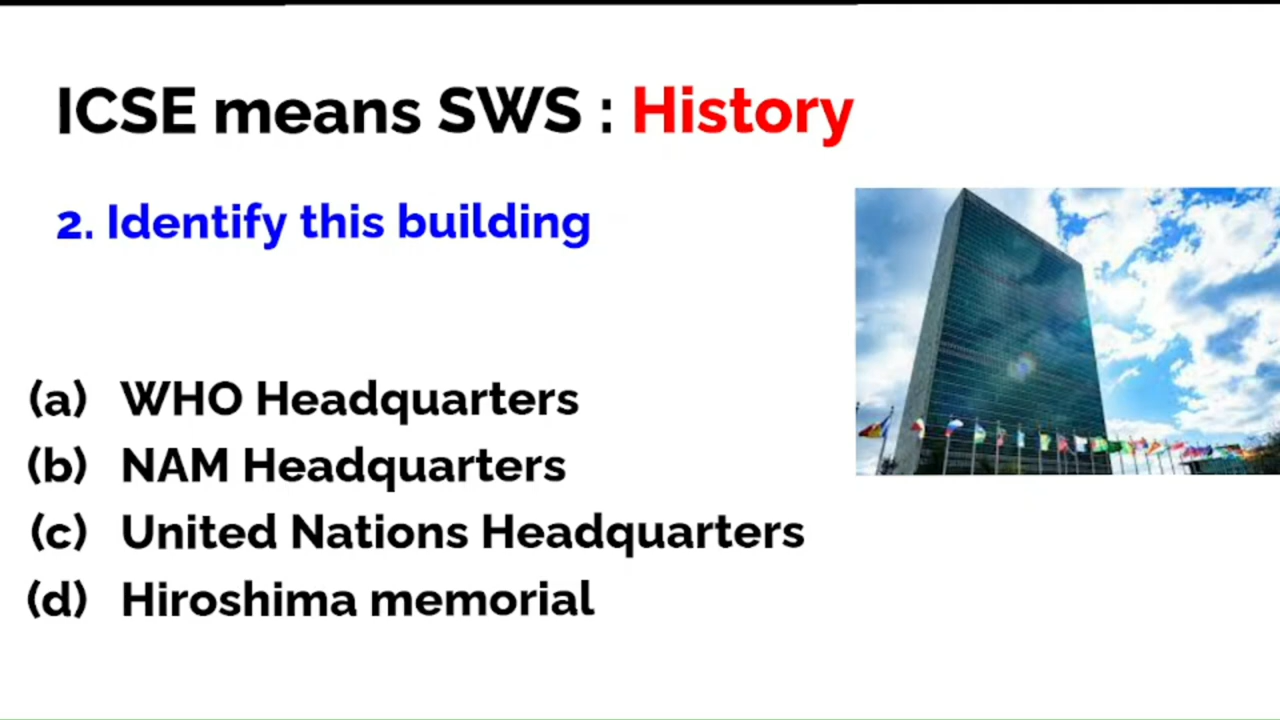 ICSE means SWS : History
2. Identify this building
(a) WHO Headquarters
(b) NAM Headquarters
(c) United Nations Headquarters
(d) Hiroshima memorial